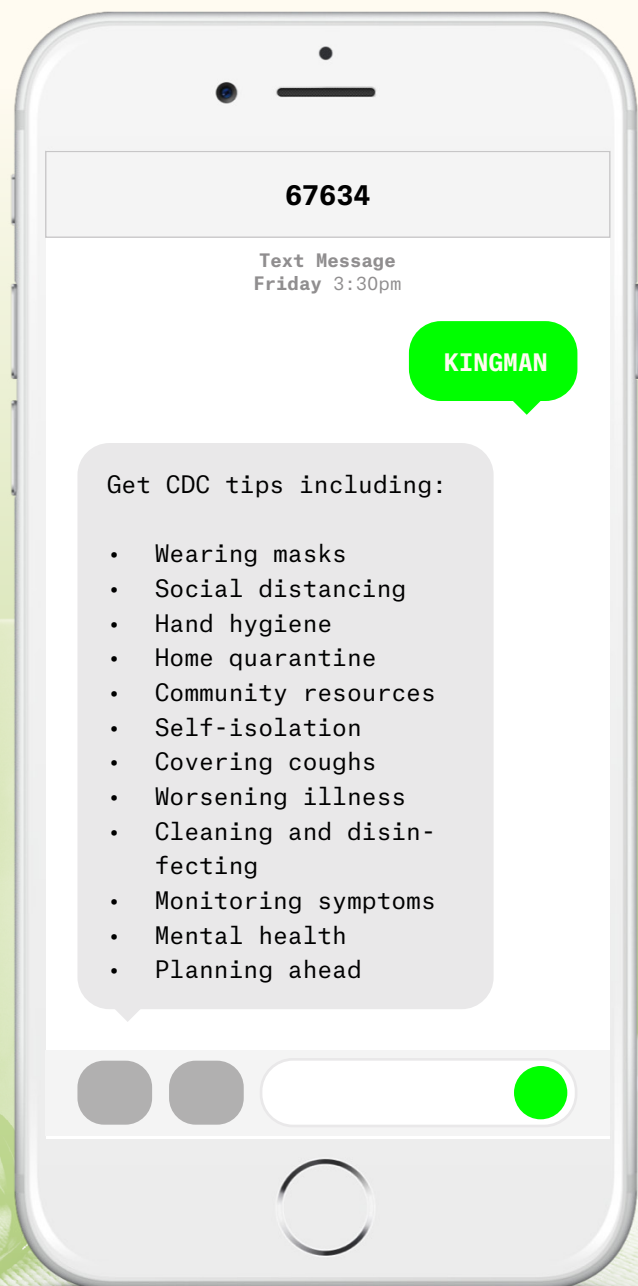 67634
Text Message
Friday 3:30pm
KINGMAN
Get CDC tips including:
• Wearing masks
• Social distancing
• Hand hygiene
• Home quarantine
• Community resources
• Self-isolation
• Covering coughs
• Worsening illness
• Cleaning and disin-
fecting
• Monitoring symptoms
• Mental health
• Planning ahead